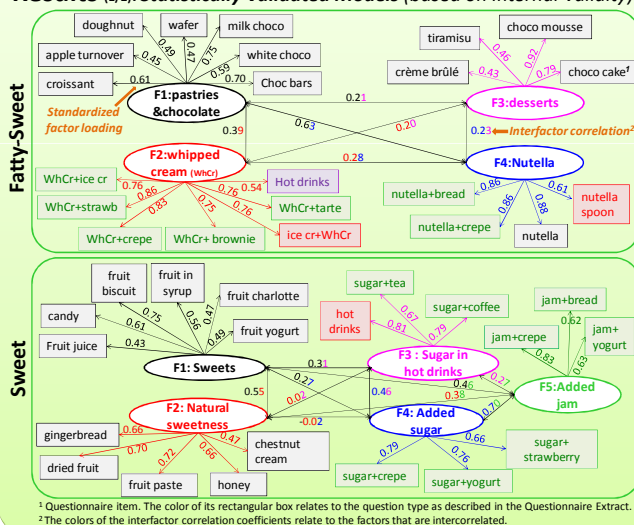 Results (2/2): Statistically validated models (based on internal validity)
Fatty-Sweet
doughnut
wafer
milk choco
apple turnover
white choco
croissant
Choc bars
0.49
0.47
0.75
0.45
0.59
0.61
0.70
F1:pastries
&chocolate
Standardized
factor loading
tiramisu
choco mousse
crème brûlé
choco cake¹
0.46
0.92
0.43
0.79
F3:desserts
0.21
0.39
0.63
0.20
0.23
Interfactor correlation²
0.28
F2:whipped
cream (WhCr)
WhCr+ice cr
0.76
0.54
Hot drinks
WhCr+strawb
0.86
0.76
WhCr+tarte
0.83
0.75
0.76
WhCr+crepe
WhCr+ brownie
ice cr+WhCr
F4:Nutella
nutella+bread
0.86
0.61
nutella
spoon
nutella+crepe
0.86
0.88
nutella
Sweet
fruit
biscuit
fruit in
syrup
fruit charlotte
candy
fruit yogurt
Fruit juice
0.75
0.56
0.47
0.61
0.49
0.43
F1: Sweets
sugar+tea
sugar+coffee
hot
drinks
0.67
0.81
0.79
F3 : Sugar in
hot drinks
jam+bread
0.62
jam+crepe
jam+
yogurt
0.83
0.63
F5:Added
jam
0.31
0.27
0.55
0.02
0.46
0.46
0.38
0.27
-0.02
0.70
F2: Natural
sweetness
gingerbread
0.66
0.47
chestnut
cream
dried fruit
0.70
0.72
0.66
fruit paste
honey
F4: Added
sugar
0.79
0.76
0.66
sugar+
strawberry
sugar+crepe
sugar+yogurt
¹ Questionnaire item. The color of its rectangular box relates to the question type as described in the Questionnaire Extract.
² The colors of the interfactor correlation coefficients relate to the factors that are intercorrelated.